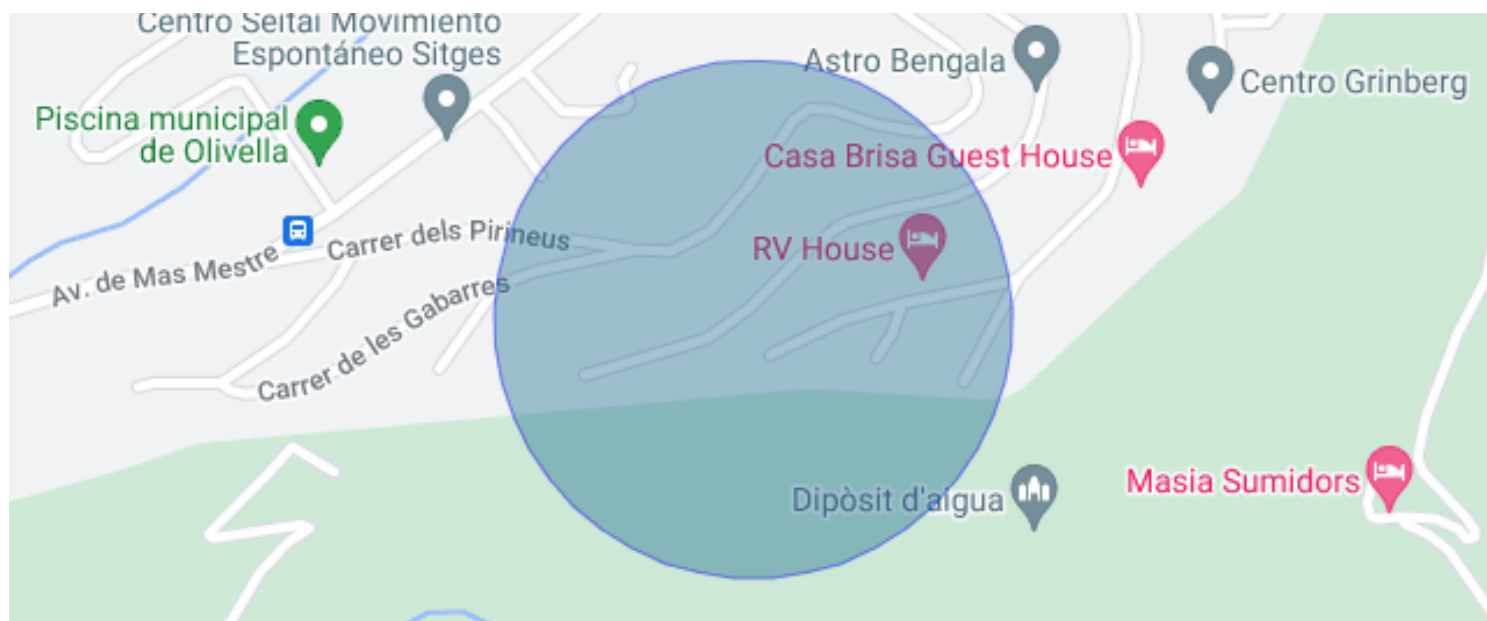 Centro Seitai Movimiento
Espontáneo Sitges
Astro Bengala
Centro Grinberg
Piscina municipal
de Olivella
Casa Brisa Guest House
Carrer dels Pirineus
RV House
Av. de Mas Mestre
Carrer de les Gabarres
Dipòsit d'aigua
Masia Sumidors